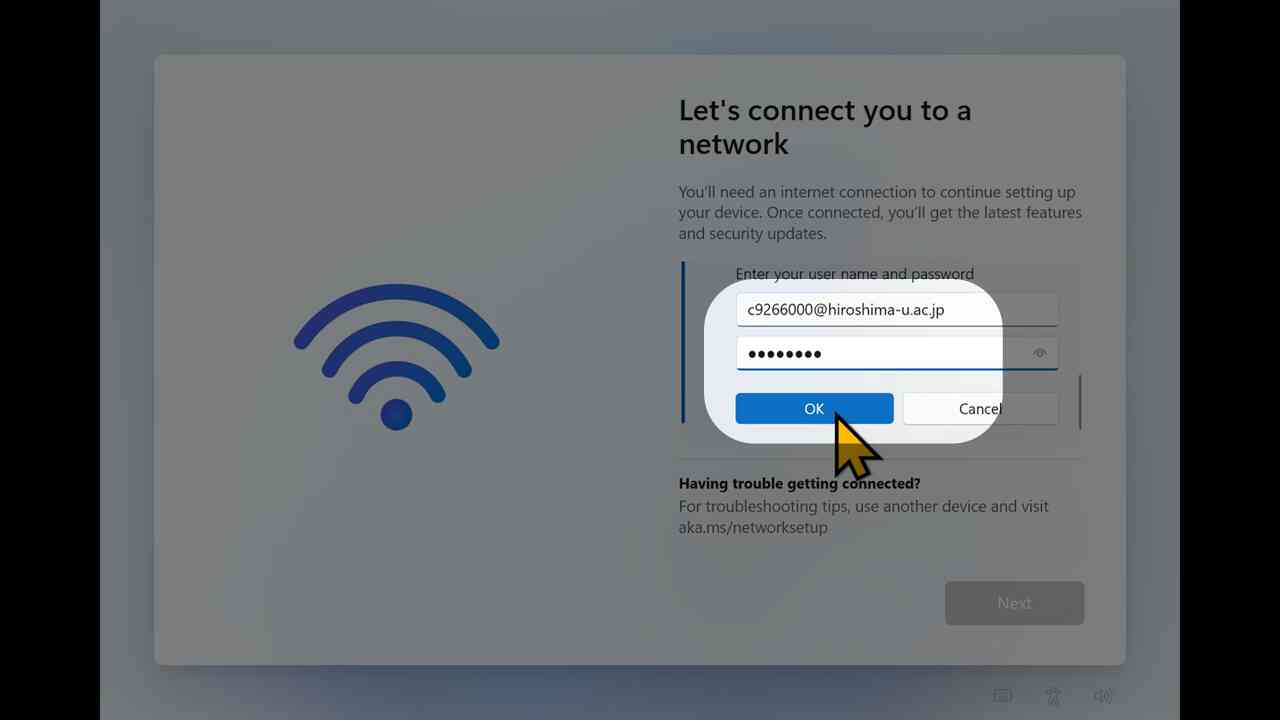 Let's connect you to a
network
You'll need an internet connection to continue setting up
your device. Once connected, you'll get the latest features
and security updates.
Enter your user name and password
c9266000@hiroshima-u.ac.jp
●●●●●●●●
OK
Cancel
Having trouble getting connected?
For troubleshooting tips, use another device and visit
aka.ms/networksetup
Next